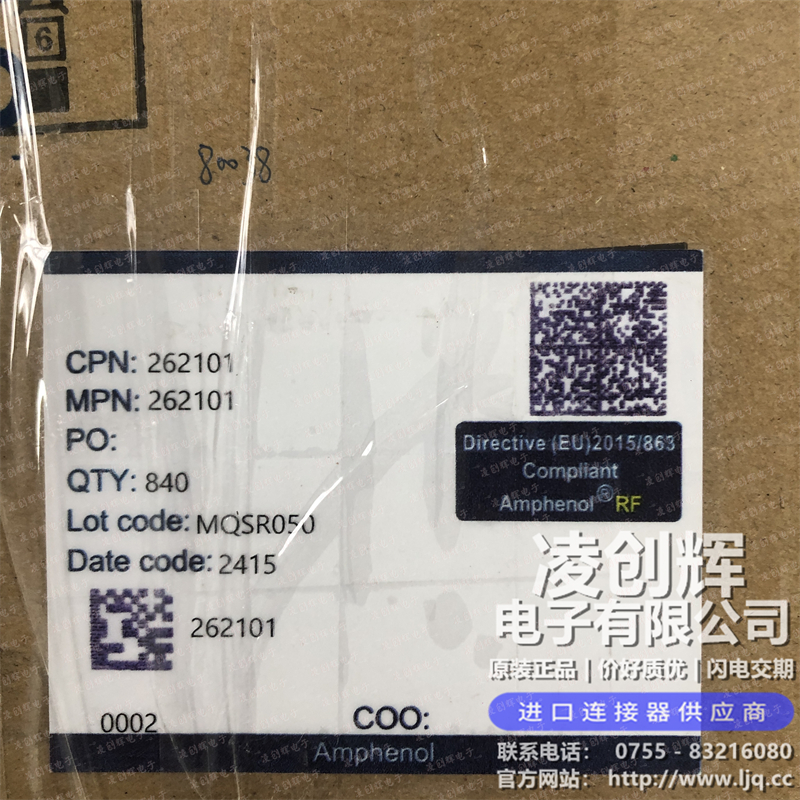 6
80038
CPN: 262101
MPN: 262101
PO:
QTY: 840
Lot code: MQSR050
Date code: 2415
262101
0002
COO:
Amphenol
Directive (EU)2015/863
Compliant
Amphenol® RF
凌创辉
电子有限公司
原装正品 | 价好质优 | 闪电交期
进口连接器供应商
联系电话: 0755 - 83216080
官方网站: http://www.ljq.cc